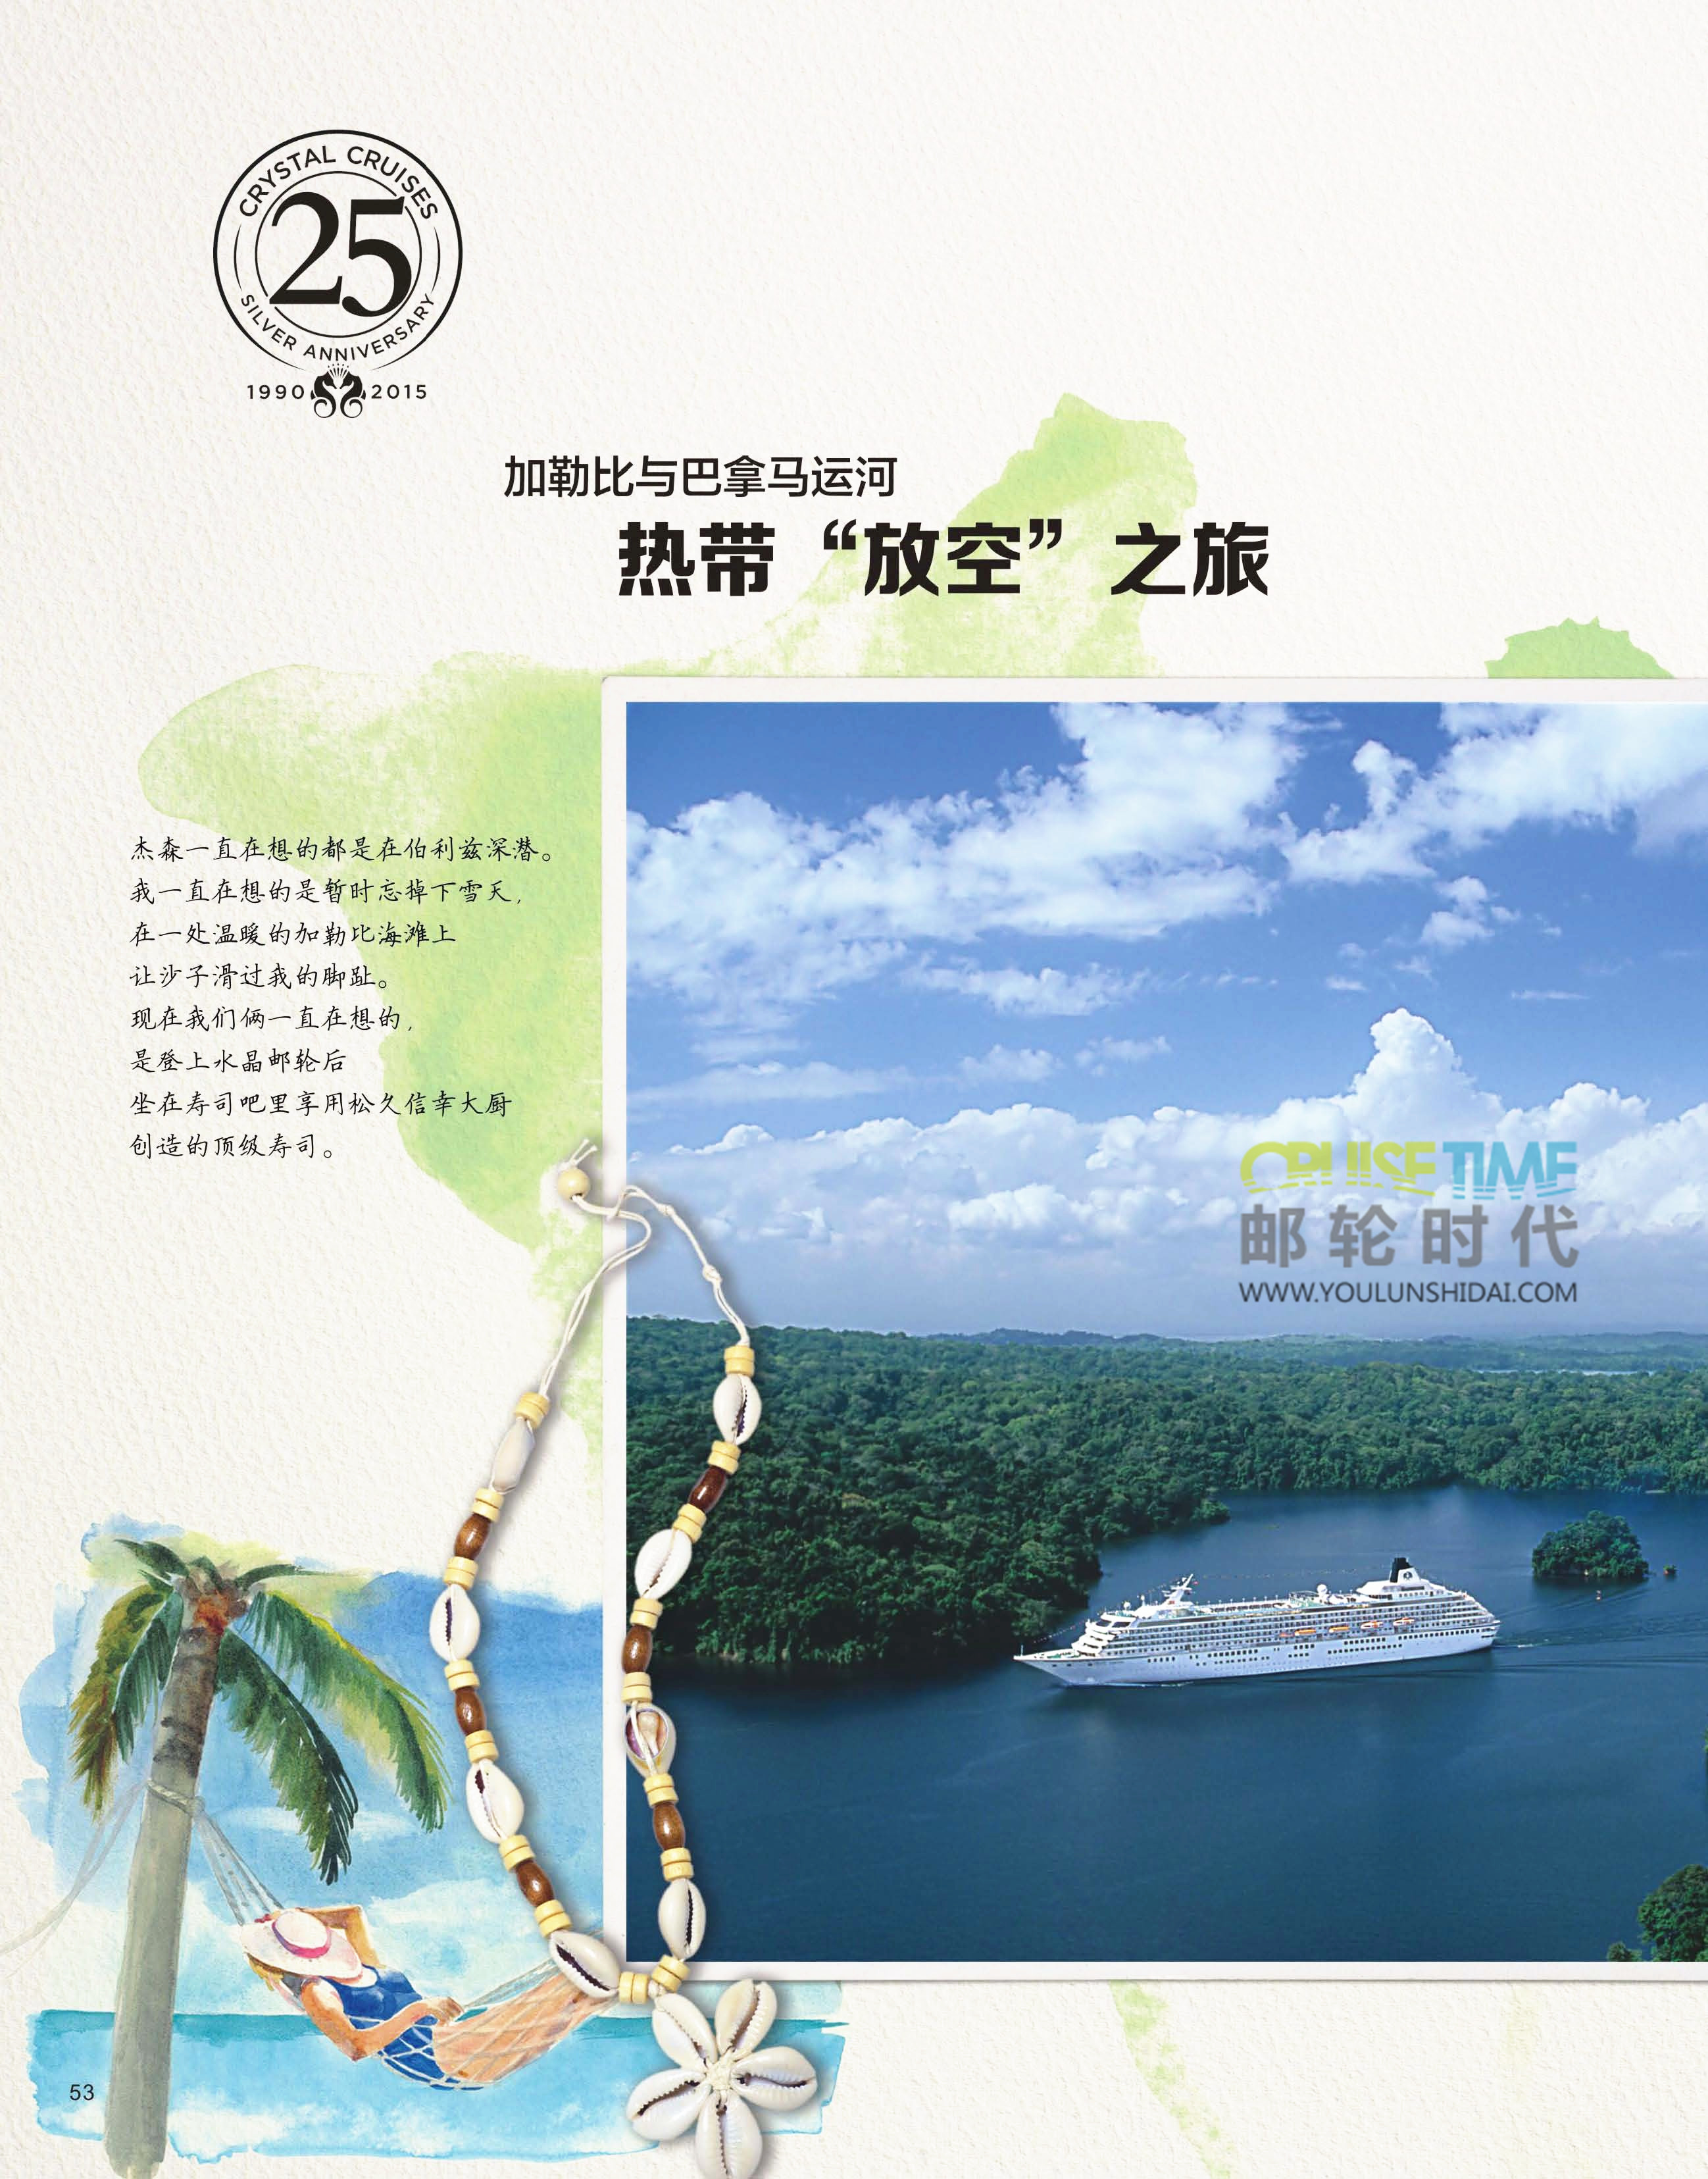 CRYSTAL CRUISES
25
SILVER ANNIVERSARY
1990 2015
加勒比与巴拿马运河
热带“放空”之旅
杰森一直在想的都是在伯利兹深潜。
我一直在想的是暂时忘掉下雪天,
在一处温暖的加勒比海滩上
让沙子滑过我的脚趾。
现在我们俩一直在想的,
是登上水晶邮轮后
坐在寿司吧里享用松久信幸大厨
创造的顶级寿司。
CRUISE TIME
邮轮时代
WWW.YOULUNSHIDAI.COM
53